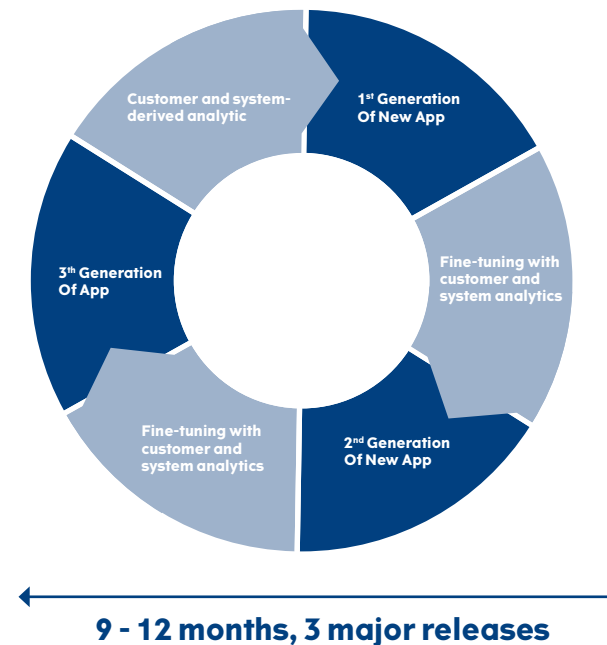 Customer and system-
derived analytic
1st Generation
Of New App
Fine-tuning with
customer and
system analytics
2nd Generation
Of New App
Fine-tuning with
customer and
system analytics
3th Generation
Of App
9 - 12 months, 3 major releases